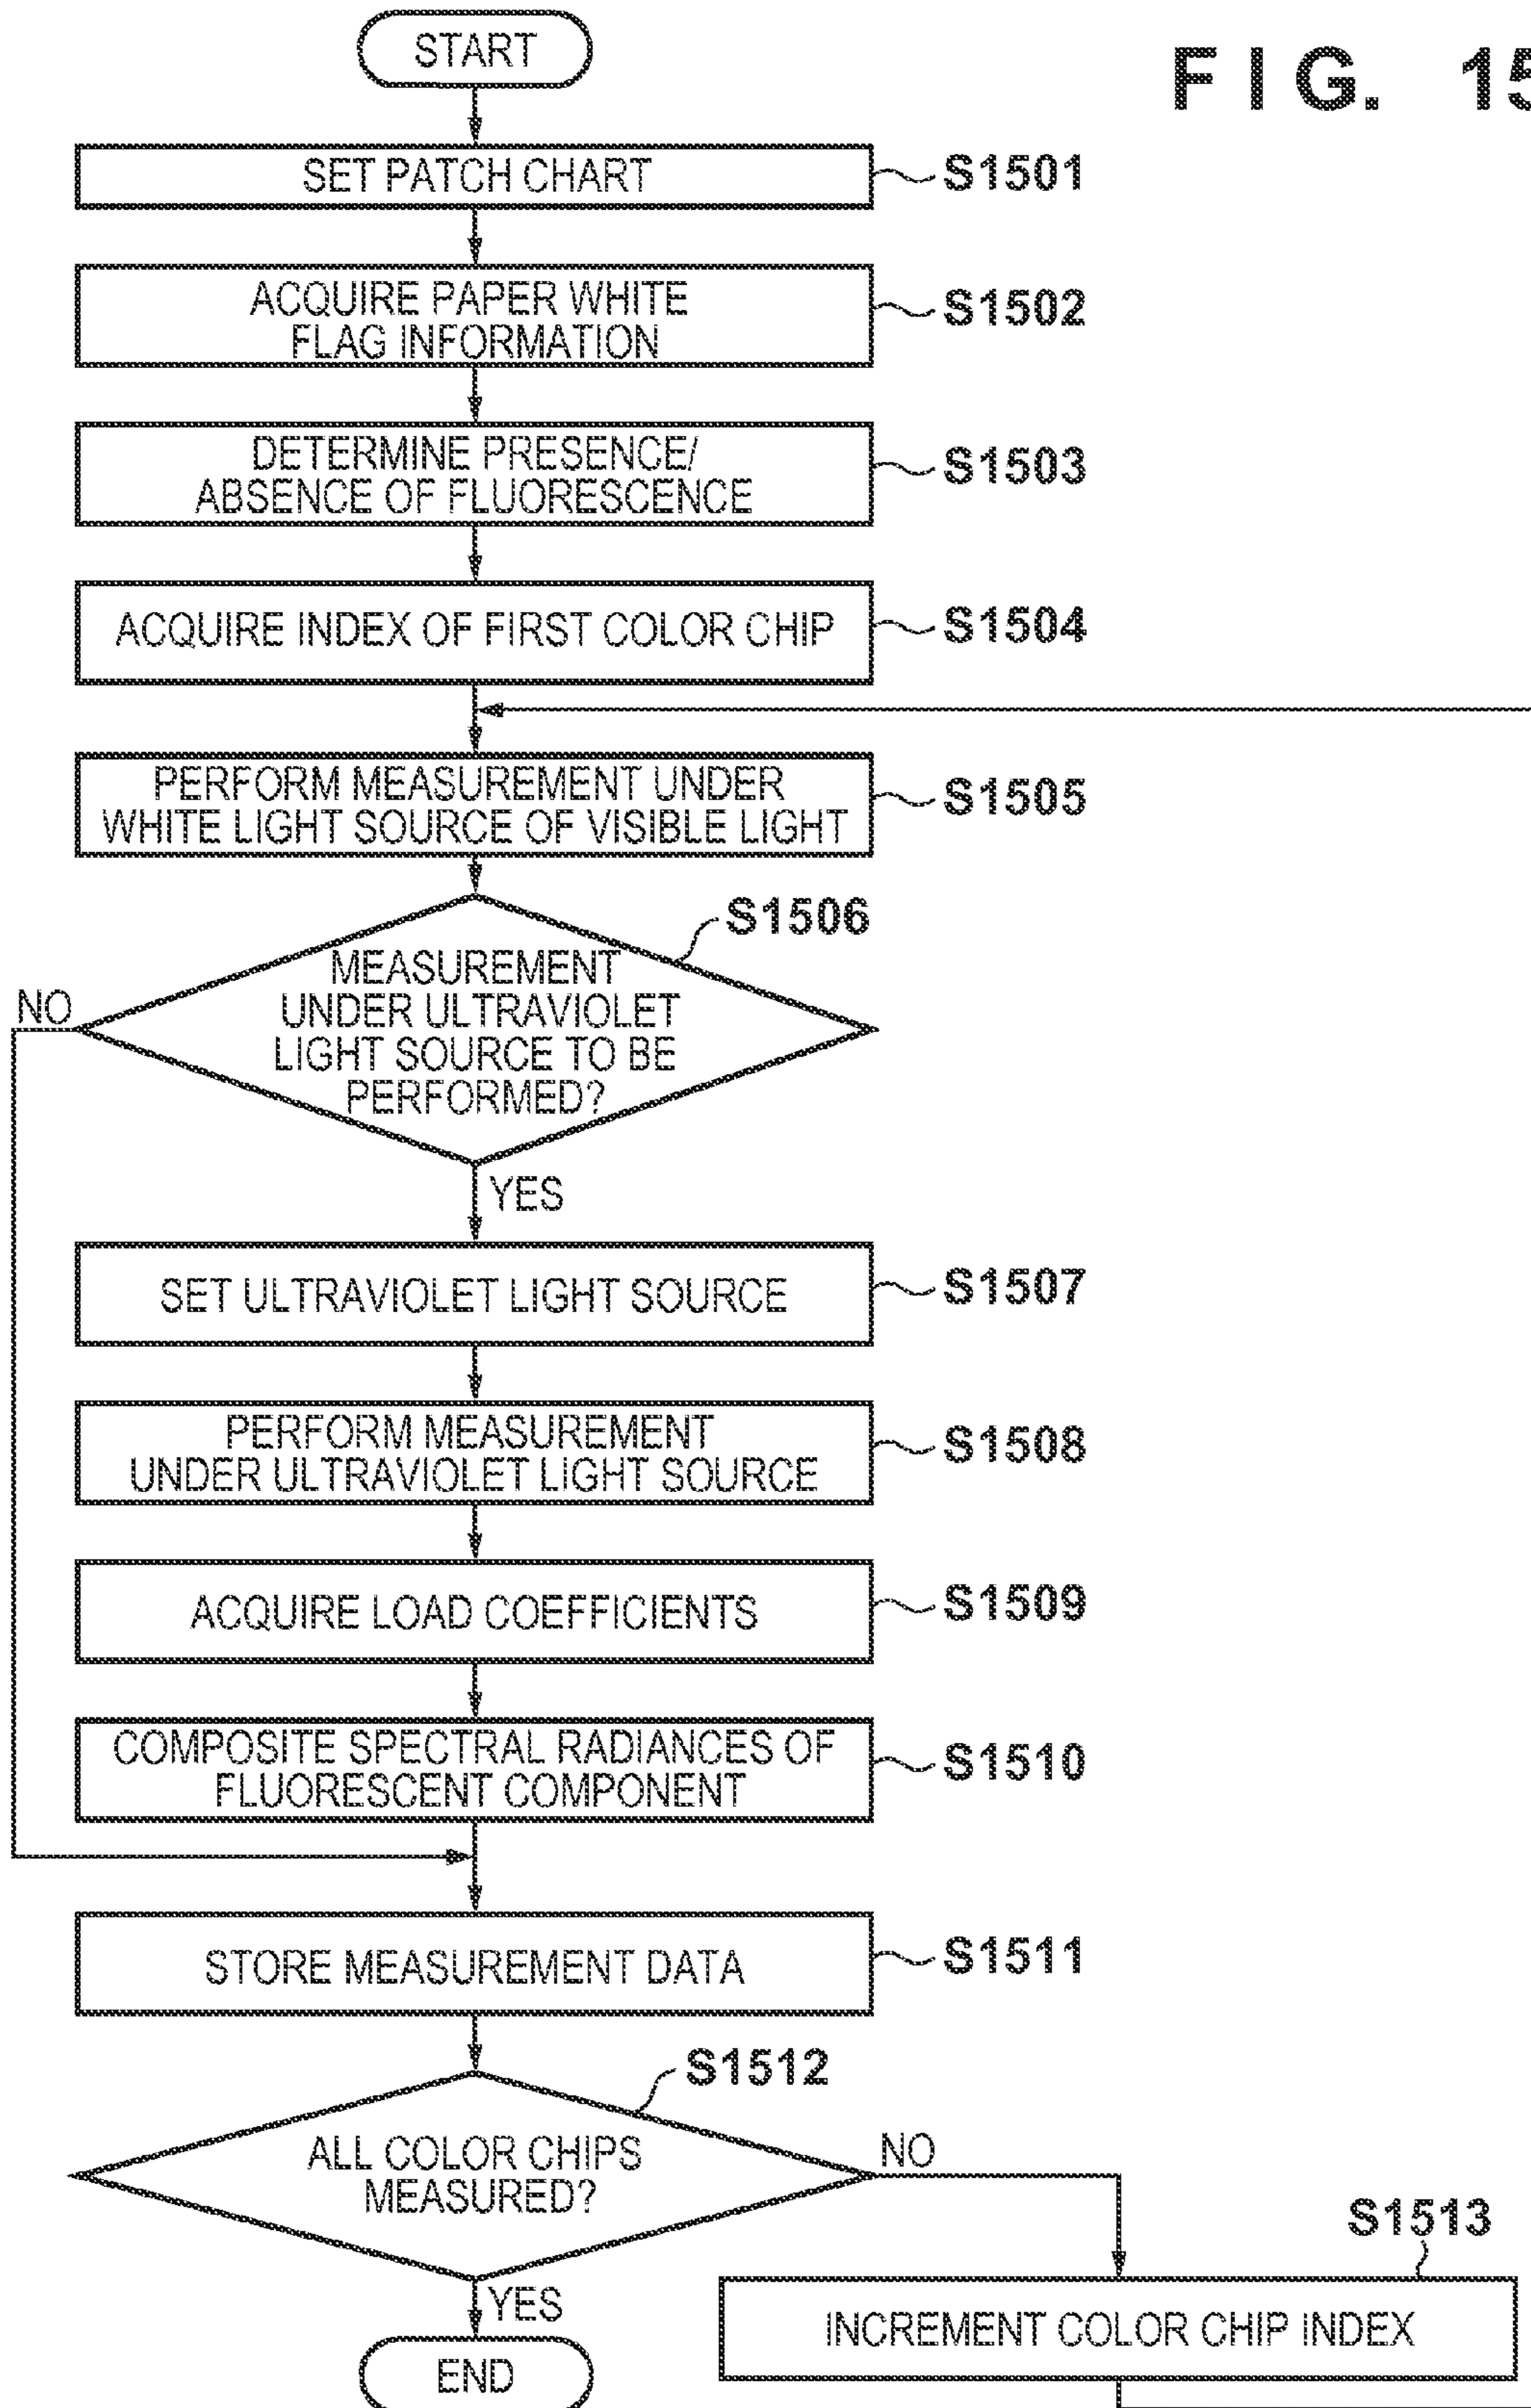 START
F I G. 15
SET PATCH CHART
S1501
ACQUIRE PAPER WHITE
FLAG INFORMATION
S1502
DETERMINE PRESENCE/
ABSENCE OF FLUORESCENCE
S1503
ACQUIRE INDEX OF FIRST COLOR CHIP
S1504
PERFORM MEASUREMENT UNDER
WHITE LIGHT SOURCE OF VISIBLE LIGHT
S1505
S1506
MEASUREMENT
UNDER ULTRAVIOLET
LIGHT SOURCE TO BE
PERFORMED?
NO
YES
SET ULTRAVIOLET LIGHT SOURCE
S1507
PERFORM MEASUREMENT
UNDER ULTRAVIOLET LIGHT SOURCE
S1508
ACQUIRE LOAD COEFFICIENTS
S1509
COMPOSITE SPECTRAL RADIANCES OF
FLUORESCENT COMPONENT
S1510
STORE MEASUREMENT DATA
S1511
S1512
ALL COLOR CHIPS
MEASURED?
NO
YES
S1513
INCREMENT COLOR CHIP INDEX
END